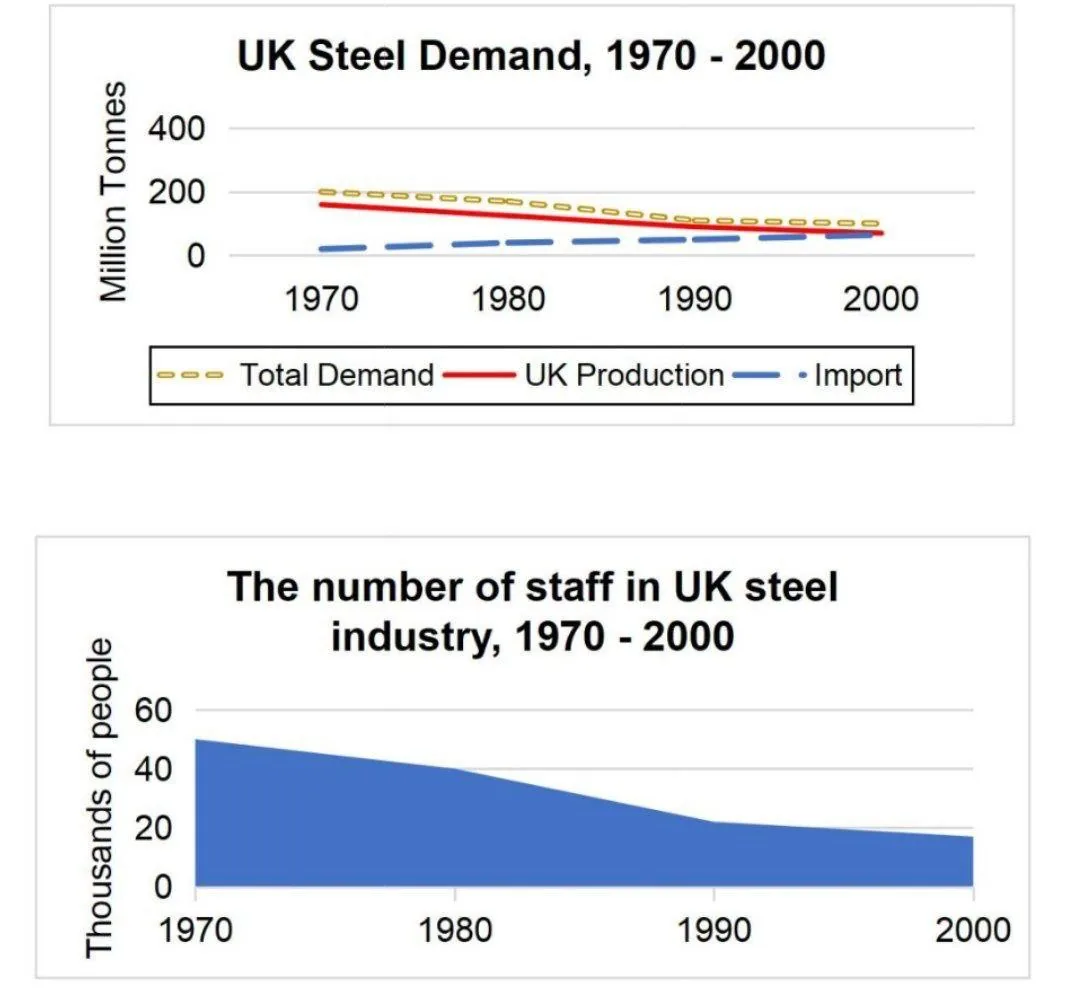 UK Steel Demand, 1970 - 2000
Million Tonnes
400
200
0
1970 1980 1990 2000
Total Demand UK Production Import
The number of staff in UK steel
industry, 1970 - 2000
Thousands of people
60
40
20
0
1970 1980 1990 2000